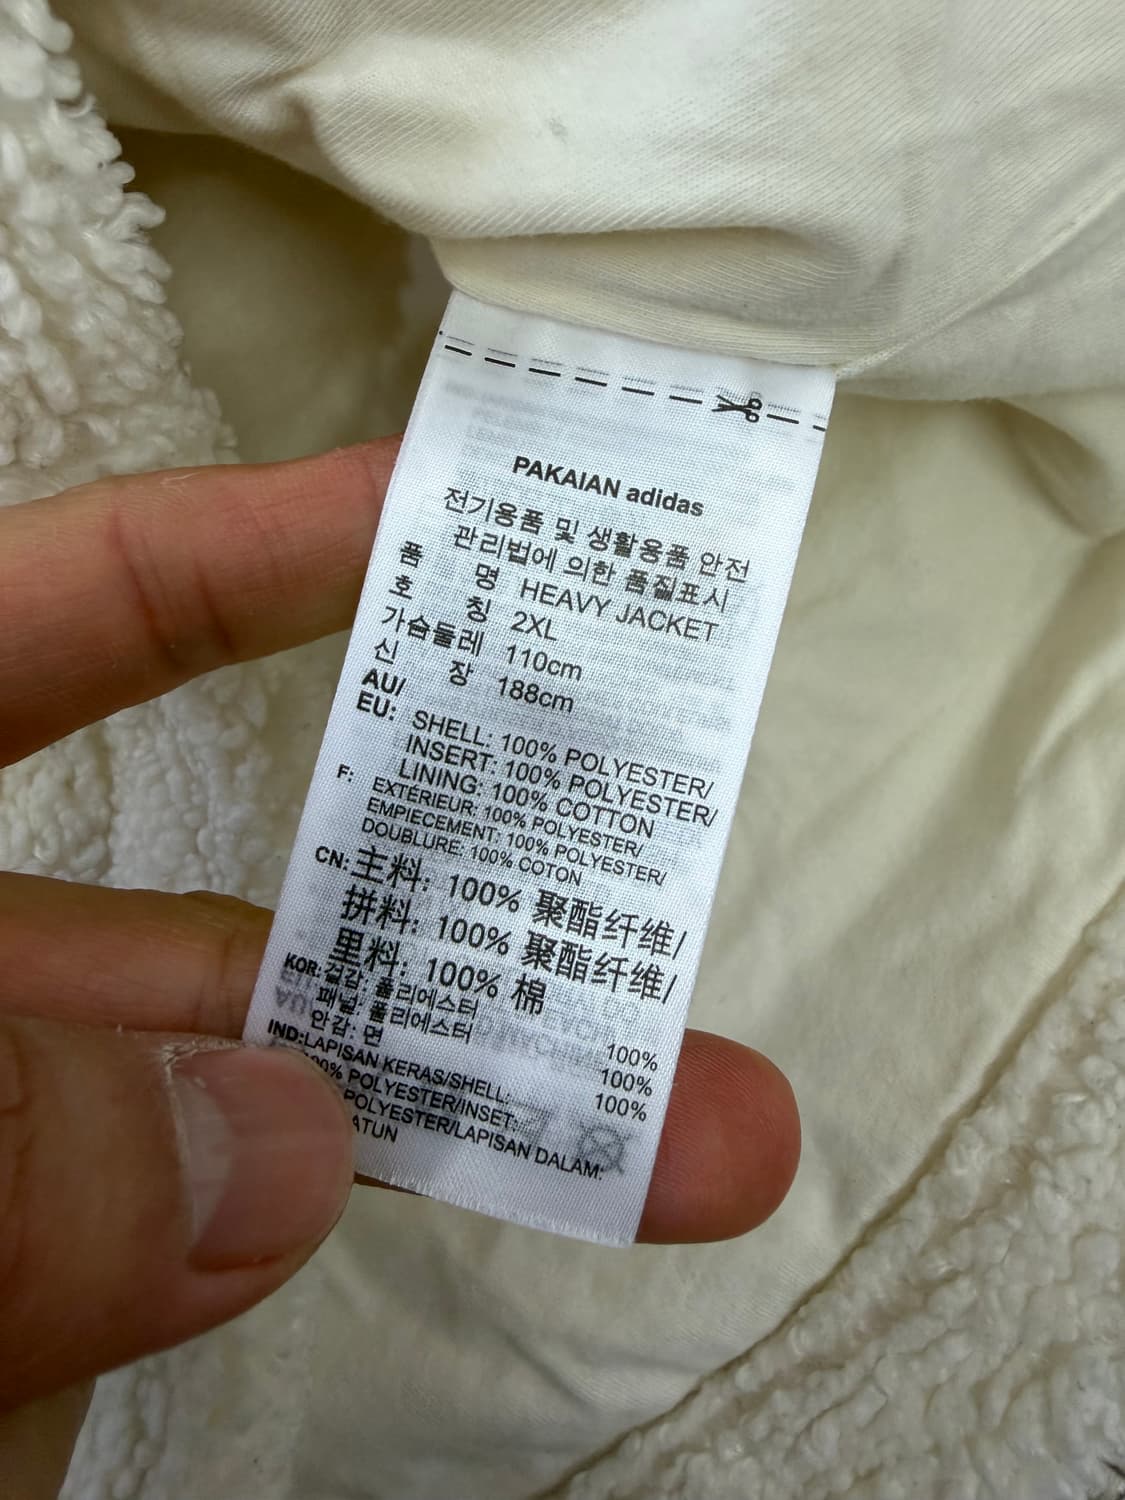 PAKAIAN adidas
전기용품 및 생활용품 안전
관리법에 의한 품질표시
품 명 HEAVY JACKET
호 칭 2XL
가슴둘레 110cm
신 장 188cm
AU/
EU: SHELL: 100% POLYESTER/
INSERT: 100% POLYESTER/
LINING: 100% COTTON
F: EXTÉRIEUR: 100% POLYESTER/
EMPIECEMENT: 100% POLYESTER/
DOUBLURE: 100% COTON
CN: 主料: 100% 聚酯纤维/
拼料: 100% 聚酯纤维/
里料: 100% 棉
KOR: 겉감: 폴리에스터 100%
패널: 폴리에스터 100%
안감: 면 100%
IND:LAPISAN KERAS/SHELL:
POLYESTER/INSET:
POLYESTER/LAPISAN DALAM: